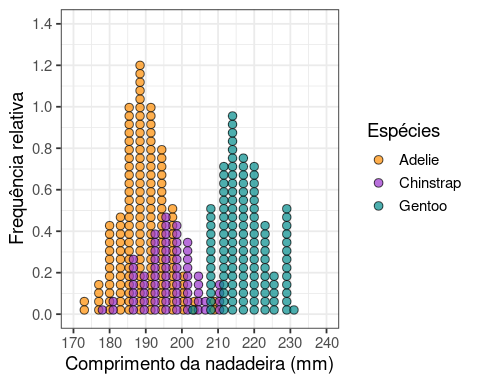 1.4
1.2
1.0
0.8
0.6
0.4
0.2
0.0
Frequência relativa
170 180 190 200 210 220 230 240
Comprimento da nadadeira (mm)
Espécies
Adelie
Chinstrap
Gentoo